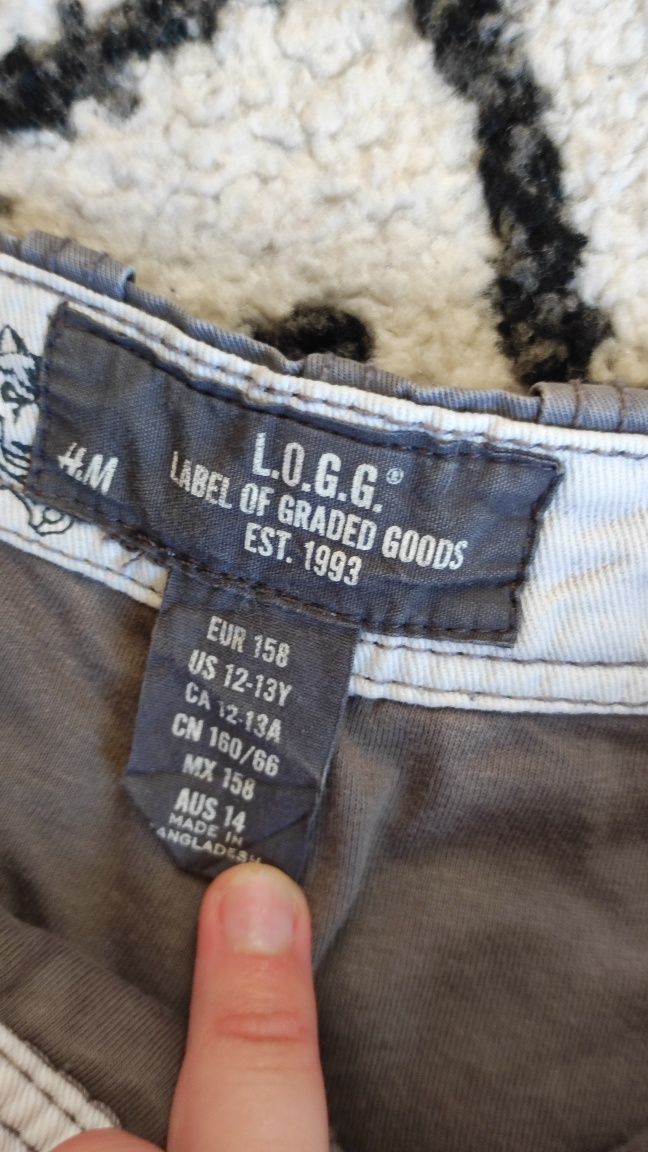 H&M
L.O.G.G.®
LABEL OF GRADED GOODS
EST. 1993
EUR 158
US 12-13Y
CA 12-13A
CN 160/66
MX 158
AUS 14
MADE IN
BANGLADESH